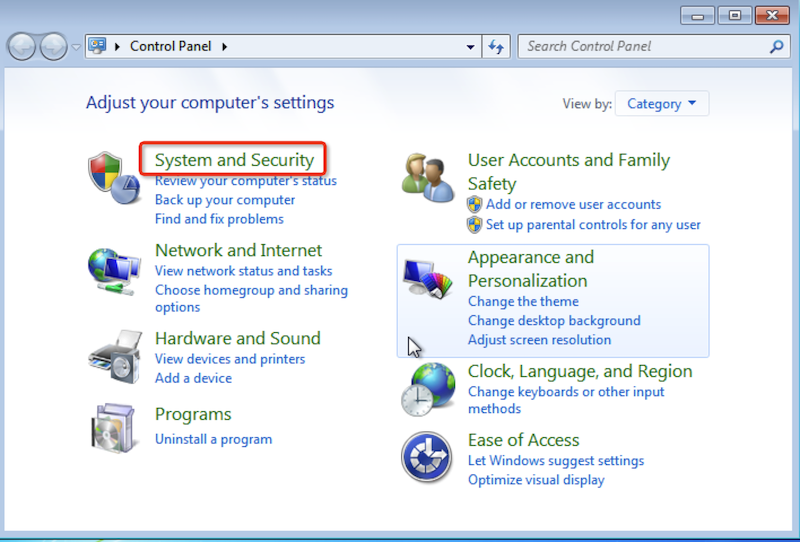 Control Panel
Search Control Panel
Adjust your computer's settings
View by:
Category
System and Security
Review your computer's status
Back up your computer
Find and fix problems
Network and Internet
View network status and tasks
Choose homegroup and sharing
options
Hardware and Sound
View devices and printers
Add a device
Programs
Uninstall a program
User Accounts and Family
Safety
Add or remove user accounts
Set up parental controls for any user
Appearance and
Personalization
Change the theme
Change desktop background
Adjust screen resolution
Clock, Language, and Region
Change keyboards or other input
methods
Ease of Access
Let Windows suggest settings
Optimize visual display